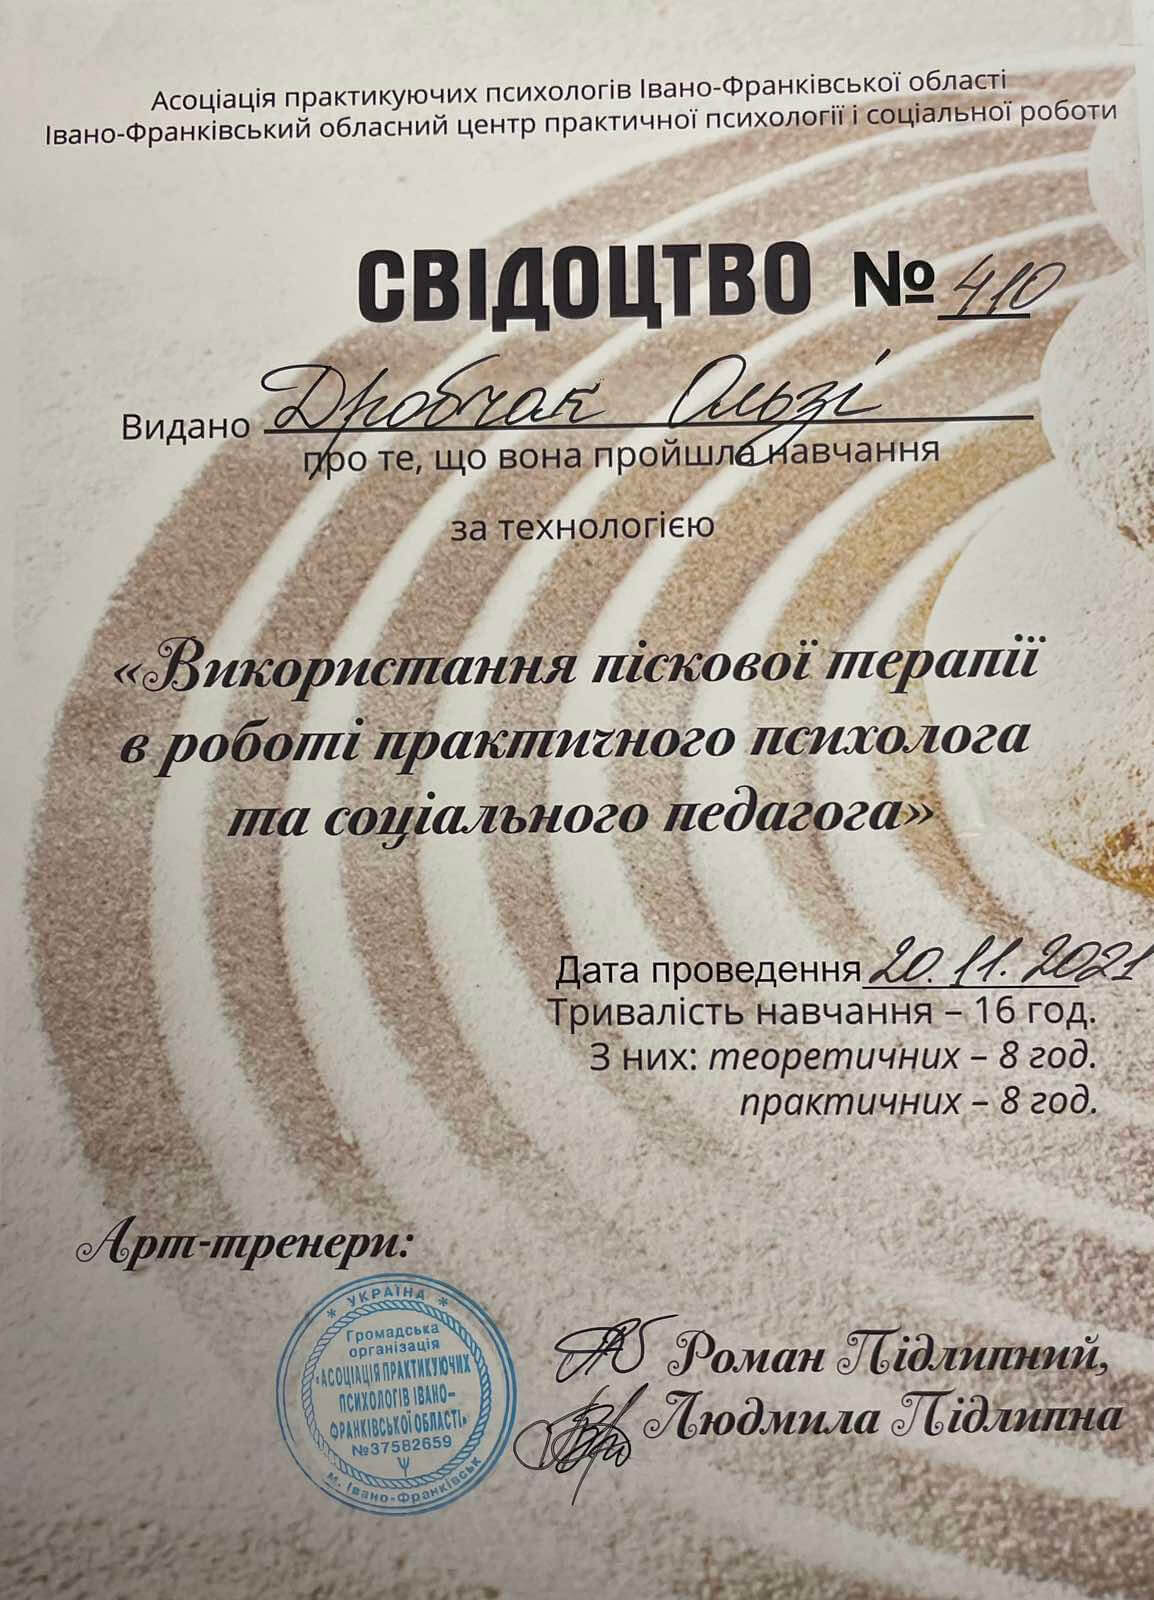 Асоціація практикуючих психологів Івано-Франківської області
Івано-Франківський обласний центр практичної психології і соціальної роботи
СВІДОЦТВО № 410
Видано Дробчак Ользі
про те, що вона пройшла навчання
за технологією
«Використання піскової терапії
в роботі практичного психолога
та соціального педагога»
Дата проведення 20.11.2021
Тривалість навчання – 16 год.
З них: теоретичних – 8 год.
практичних – 8 год.
Арт-тренери:
* УКРАЇНА *
Громадська
організація
«АСОЦІАЦІЯ ПРАКТИКУЮЧИХ
ПСИХОЛОГІВ ІВАНО–
ФРАНКІВСЬКОЇ ОБЛАСТІ»
№37582659
м. Івано-Франківськ
Роман Підлипний,
Людмила Підлипна